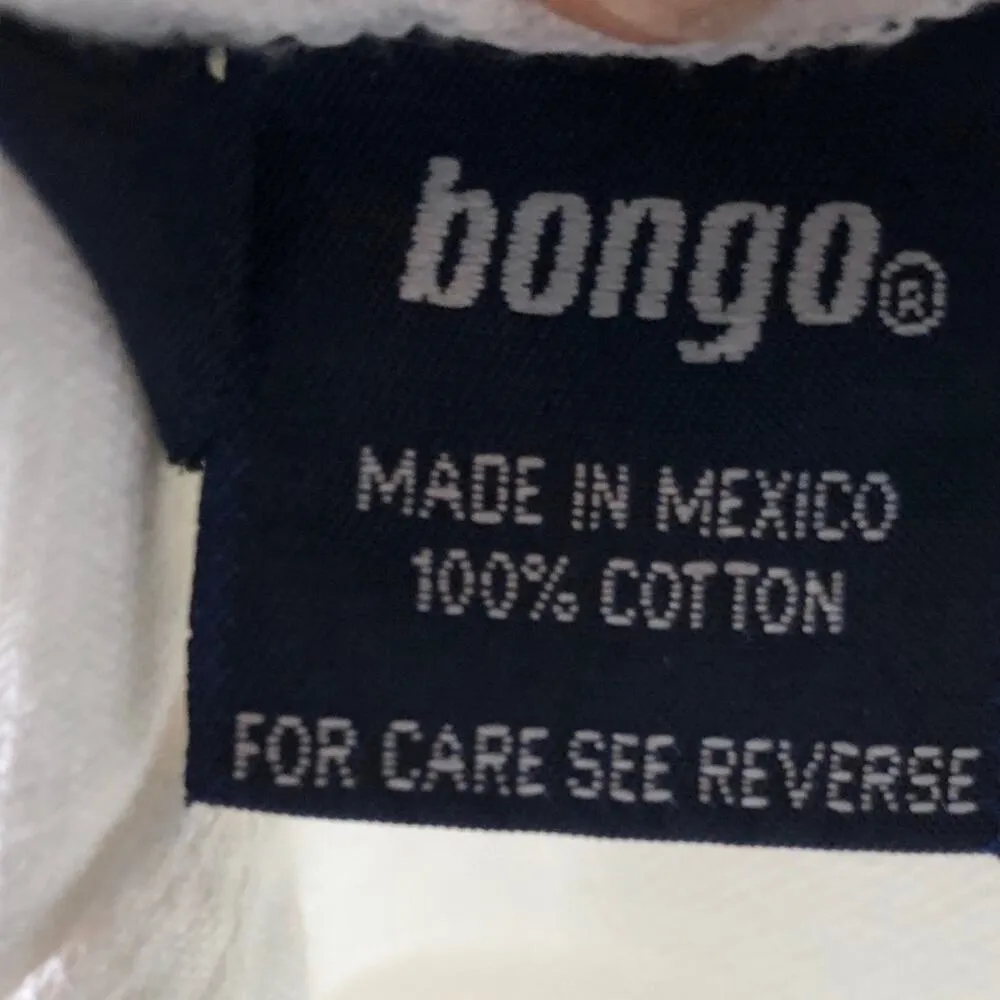 bongo®
MADE IN MEXICO
100% COTTON
FOR CARE SEE REVERSE